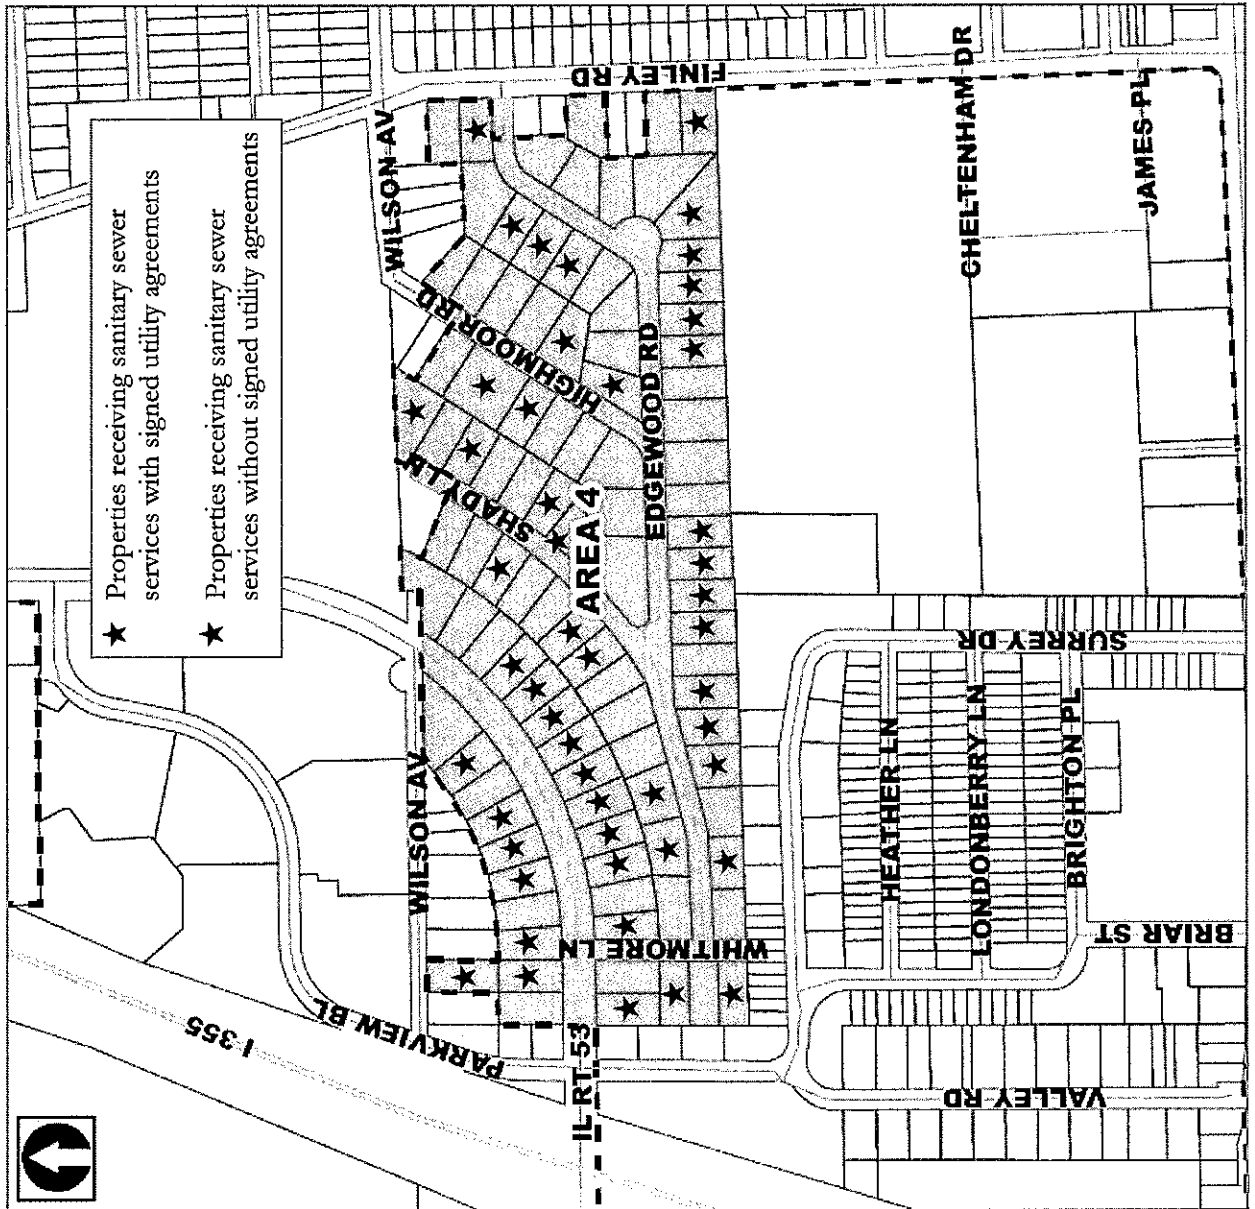 Properties receiving sanitary sewer
services with signed utility agreements
Properties receiving sanitary sewer
services without signed utility agreements
FINLEY RD
WILSON AV
CHELTENHAM DR
JAMES PL
HIGHMOOR RD
EDGEWOOD RD
SHADY LN
AREA 4
SURREY DR
WILSON AV
HEATHER LN
LONDONBERRY LN
BRIGHTON PL
WHITMORE LN
BRIAR ST
I 355
PARKVIEW BL
IL RT 53
VALLEY RD